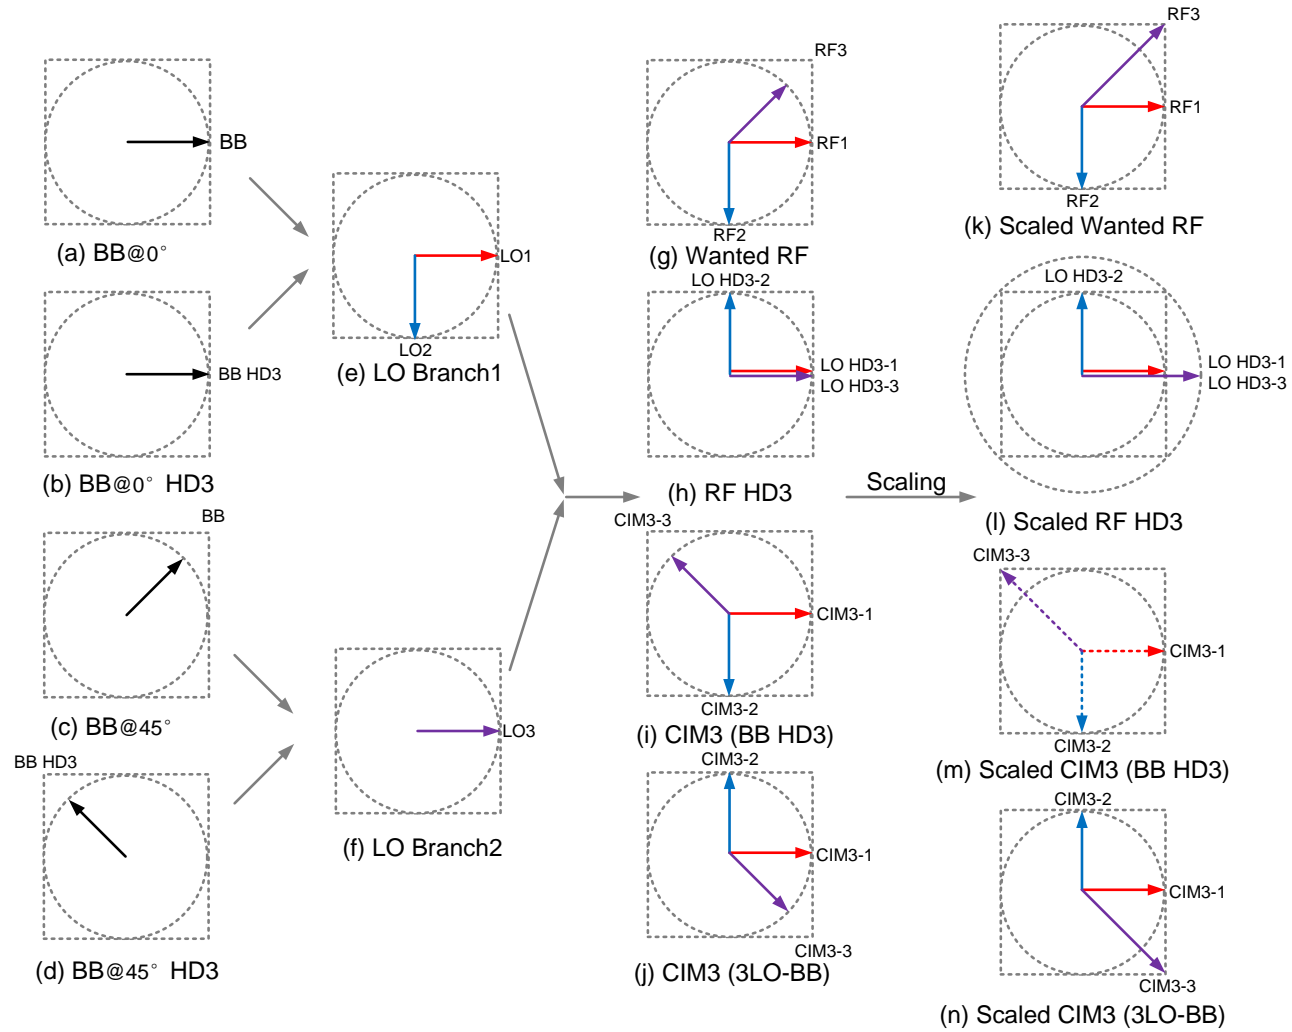 BB
(a) BB@0°
BB HD3
(b) BB@0° HD3
BB
(c) BB@45°
BB HD3
(d) BB@45° HD3
LO1
LO2
(e) LO Branch1
LO3
(f) LO Branch2
RF3
RF1
RF2
(g) Wanted RF
LO HD3-2
LO HD3-1
LO HD3-3
(h) RF HD3
CIM3-3
CIM3-1
CIM3-2
(i) CIM3 (BB HD3)
CIM3-2
CIM3-1
CIM3-3
(j) CIM3 (3LO-BB)
Scaling
RF3
RF1
RF2
(k) Scaled Wanted RF
LO HD3-2
LO HD3-1
LO HD3-3
(l) Scaled RF HD3
CIM3-3
CIM3-1
CIM3-2
(m) Scaled CIM3 (BB HD3)
CIM3-2
CIM3-1
CIM3-3
(n) Scaled CIM3 (3LO-BB)